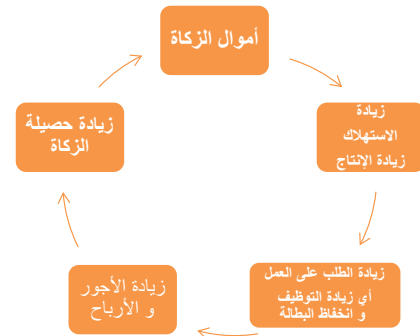 أموال الزكاة
زيادة
الاستهلاك
زيادة الإنتاج
زيادة الطلب على العمل
أي زيادة التوظيف
و انخفاظ البطالة
زيادة الأجور
و الأرباح
زيادة حصيلة
الزكاة